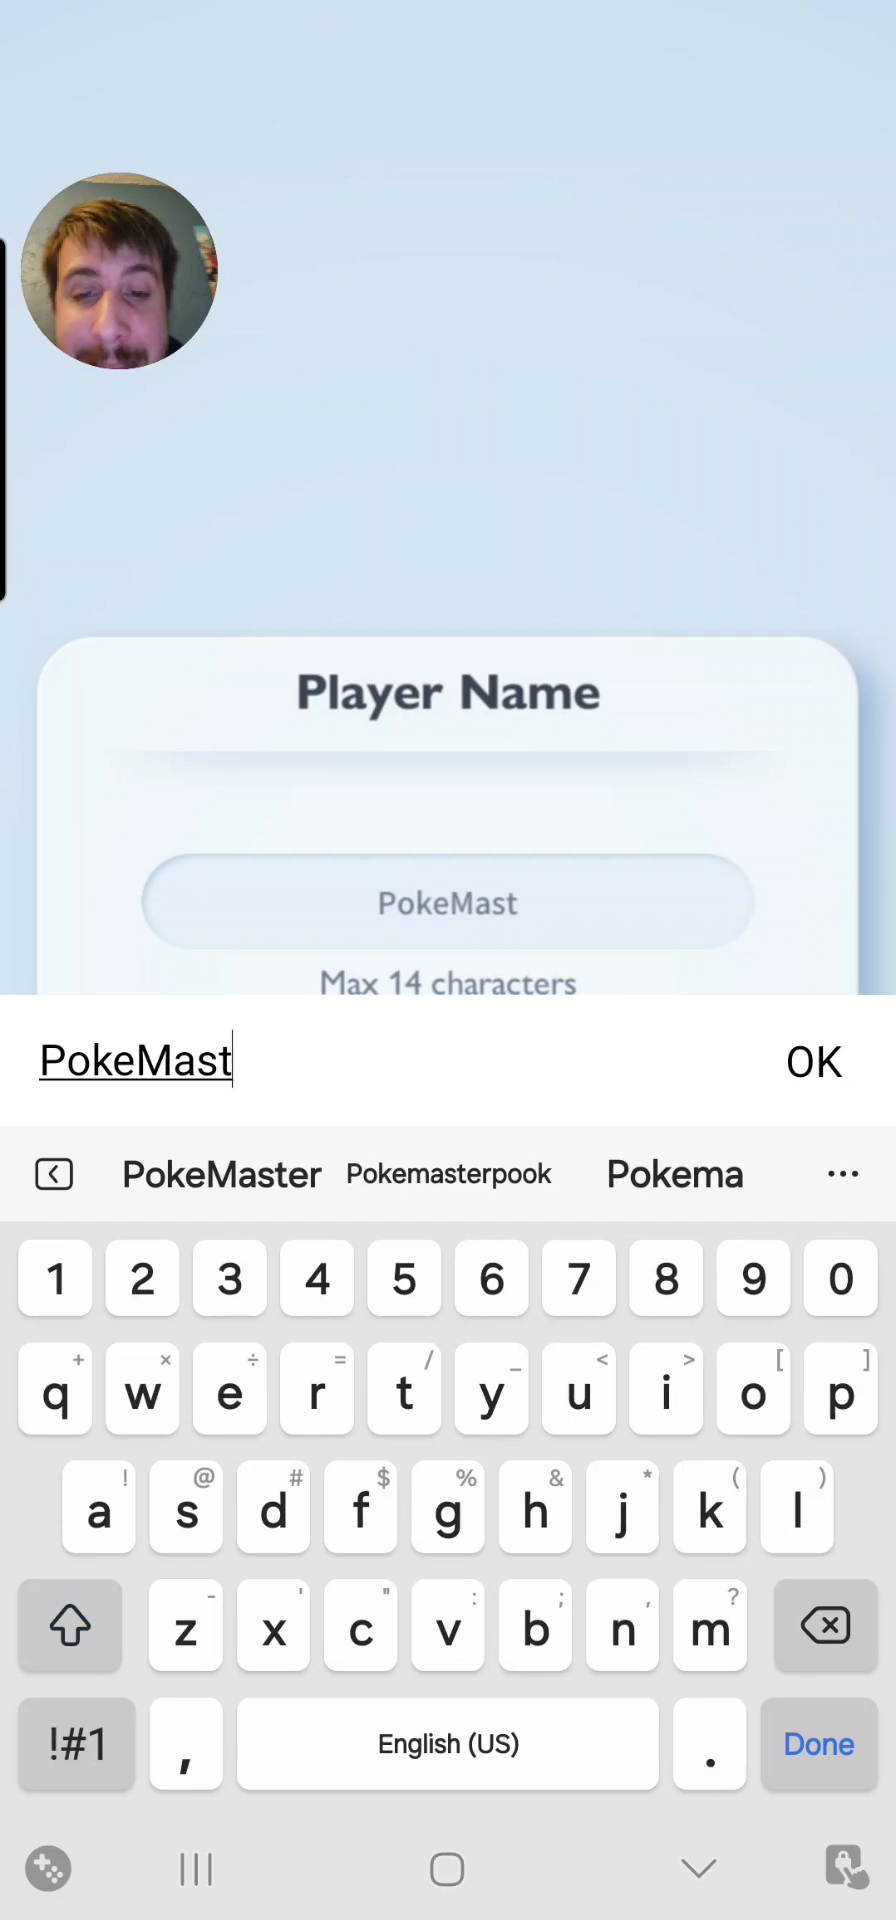 Player Name
PokeMast
Max 14 characters
PokeMast OK
PokeMaster Pokemasterpook Pokema ...
1 2 3 4 5 6 7 8 9 0
+ × ÷ = / _ < > [ ]
q w e r t y u i o p
! @ # $ % & * ( )
a s d f g h j k l
- ' " : ; , ?
z x c v b n m
!#1 , English (US) . Done